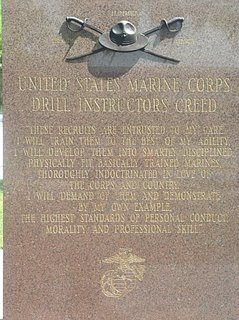 UNITED STATES MARINE CORPS
DRILL INSTRUCTORS CREED
THESE RECRUITS ARE ENTRUSTED TO MY CARE.
I WILL TRAIN THEM TO THE BEST OF MY ABILITY.
I WILL DEVELOP THEM INTO SMARTLY DISCIPLINED,
PHYSICALLY FIT, BASICALLY TRAINED MARINES,
THOROUGHLY INDOCTRINATED IN LOVE OF
THE CORPS AND COUNTRY.
I WILL DEMAND OF THEM, AND DEMONSTRATE
BY MY OWN EXAMPLE,
THE HIGHEST STANDARDS OF PERSONAL CONDUCT,
MORALITY AND PROFESSIONAL SKILL.